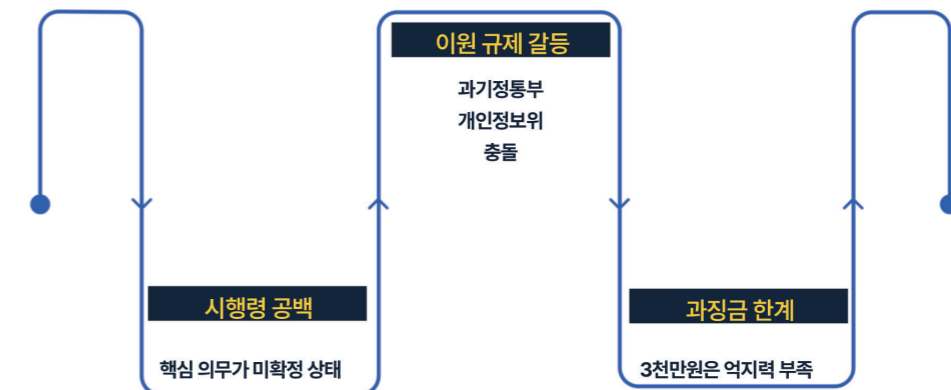 이원 규제 갈등
과기정통부
개인정보위
충돌
시행령 공백
핵심 의무가 미확정 상태
과징금 한계
3천만원은 억지력 부족